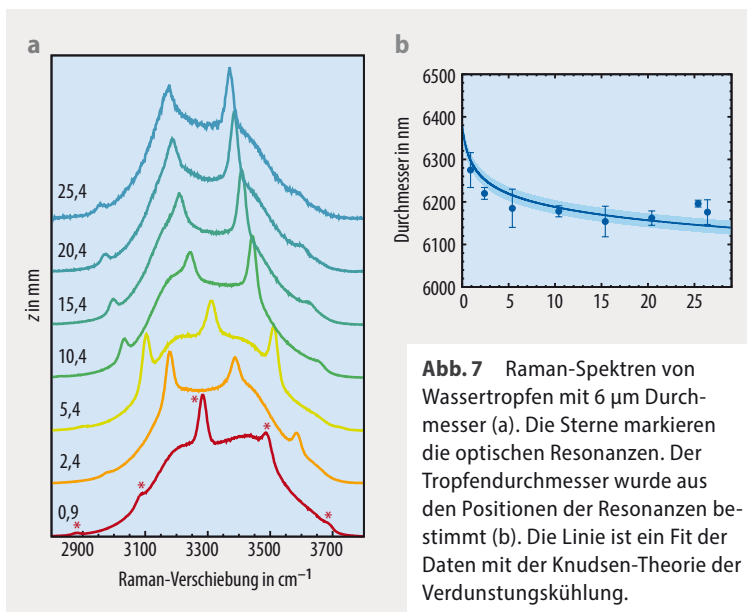 a
z in mm
25,4
20,4
15,4
10,4
5,4
2,4
0,9
*
*
*
*
*
2900 3100 3300 3500 3700
Raman-Verschiebung in cm⁻¹
b
Durchmesser in nm
6500
6400
6300
6200
6100
6000
0 5 10 15 20 25
Abb. 7 Raman-Spektren von
Wassertropfen mit 6 µm Durch-
messer (a). Die Sterne markieren
die optischen Resonanzen. Der
Tropfendurchmesser wurde aus
den Positionen der Resonanzen be-
stimmt (b). Die Linie ist ein Fit der
Daten mit der Knudsen-Theorie der
Verdunstungskühlung.